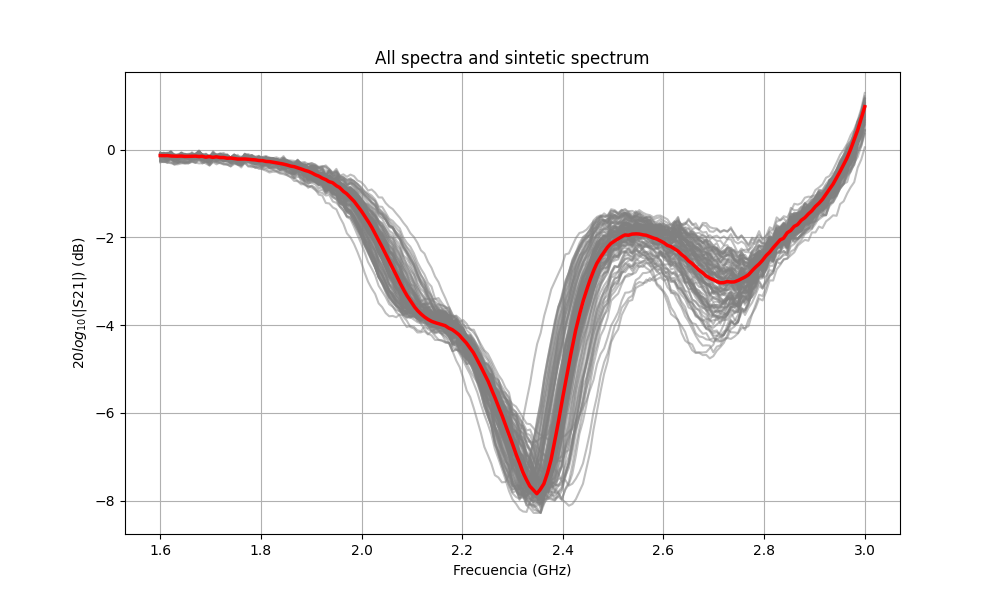 All spectra and sintetic spectrum
0
−2
−4
−6
−8
20log₁₀(|S21|) (dB)
1.6 1.8 2.0 2.2 2.4 2.6 2.8 3.0
Frecuencia (GHz)